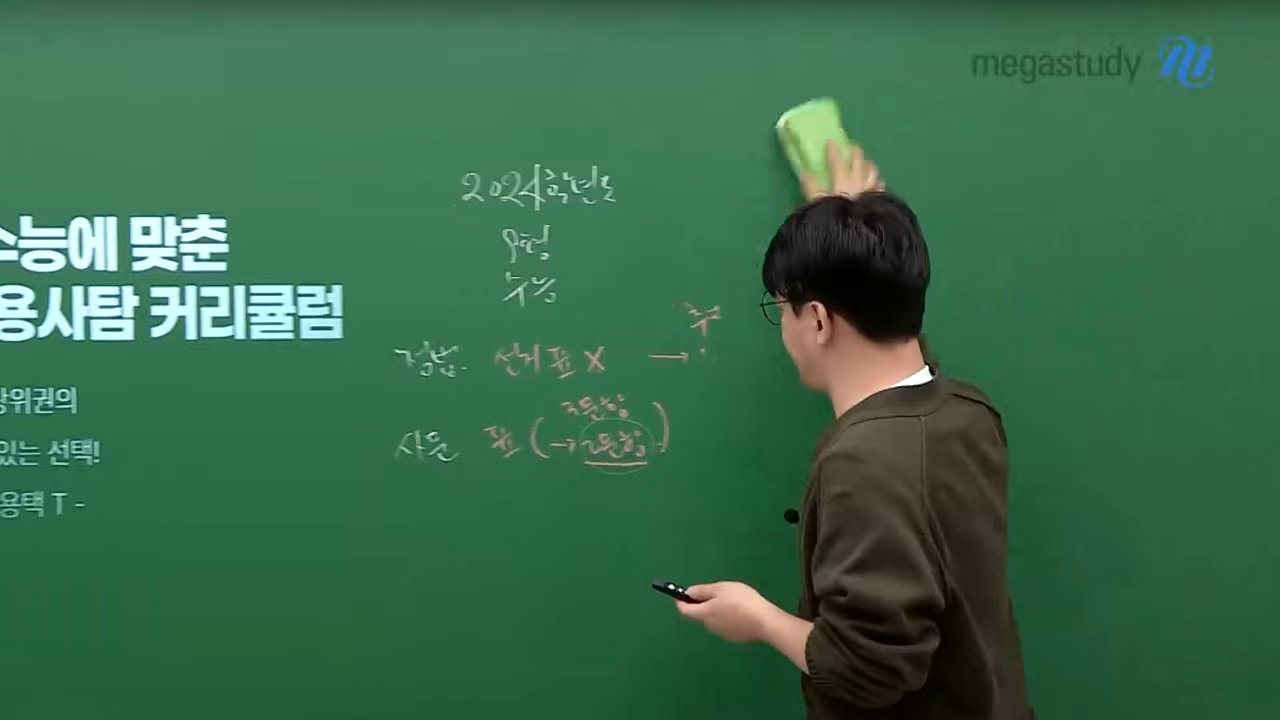 megastudy
수능에 맞춘
용사탐 커리큘럼
상위권의
있는 선택!
용택 T -
2024학년도
9평
수능
정법. 선거 표 X →
사문 표 ( → 2문항 )
3문항